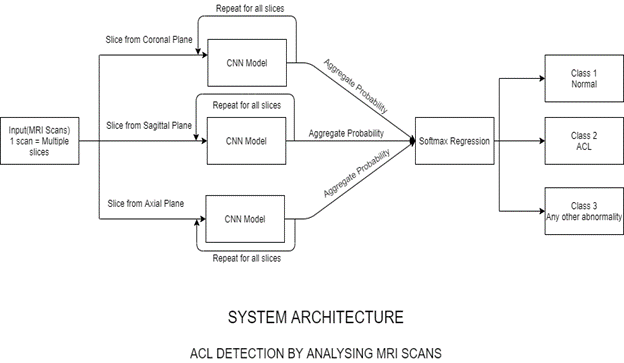 Repeat for all slices
Slice from Coronal Plane
CNN Model
Aggregate Probability
Class 1
Normal
Repeat for all slices
Input(MRI Scans)
1 scan = Multiple
slices
Slice from Sagittal Plane
CNN Model
Aggregate Probability
Softmax Regression
Class 2
ACL
Aggregate Probability
Slice from Axial Plane
CNN Model
Repeat for all slices
Class 3
Any other abnormality
SYSTEM ARCHITECTURE
ACL DETECTION BY ANALYSING MRI SCANS